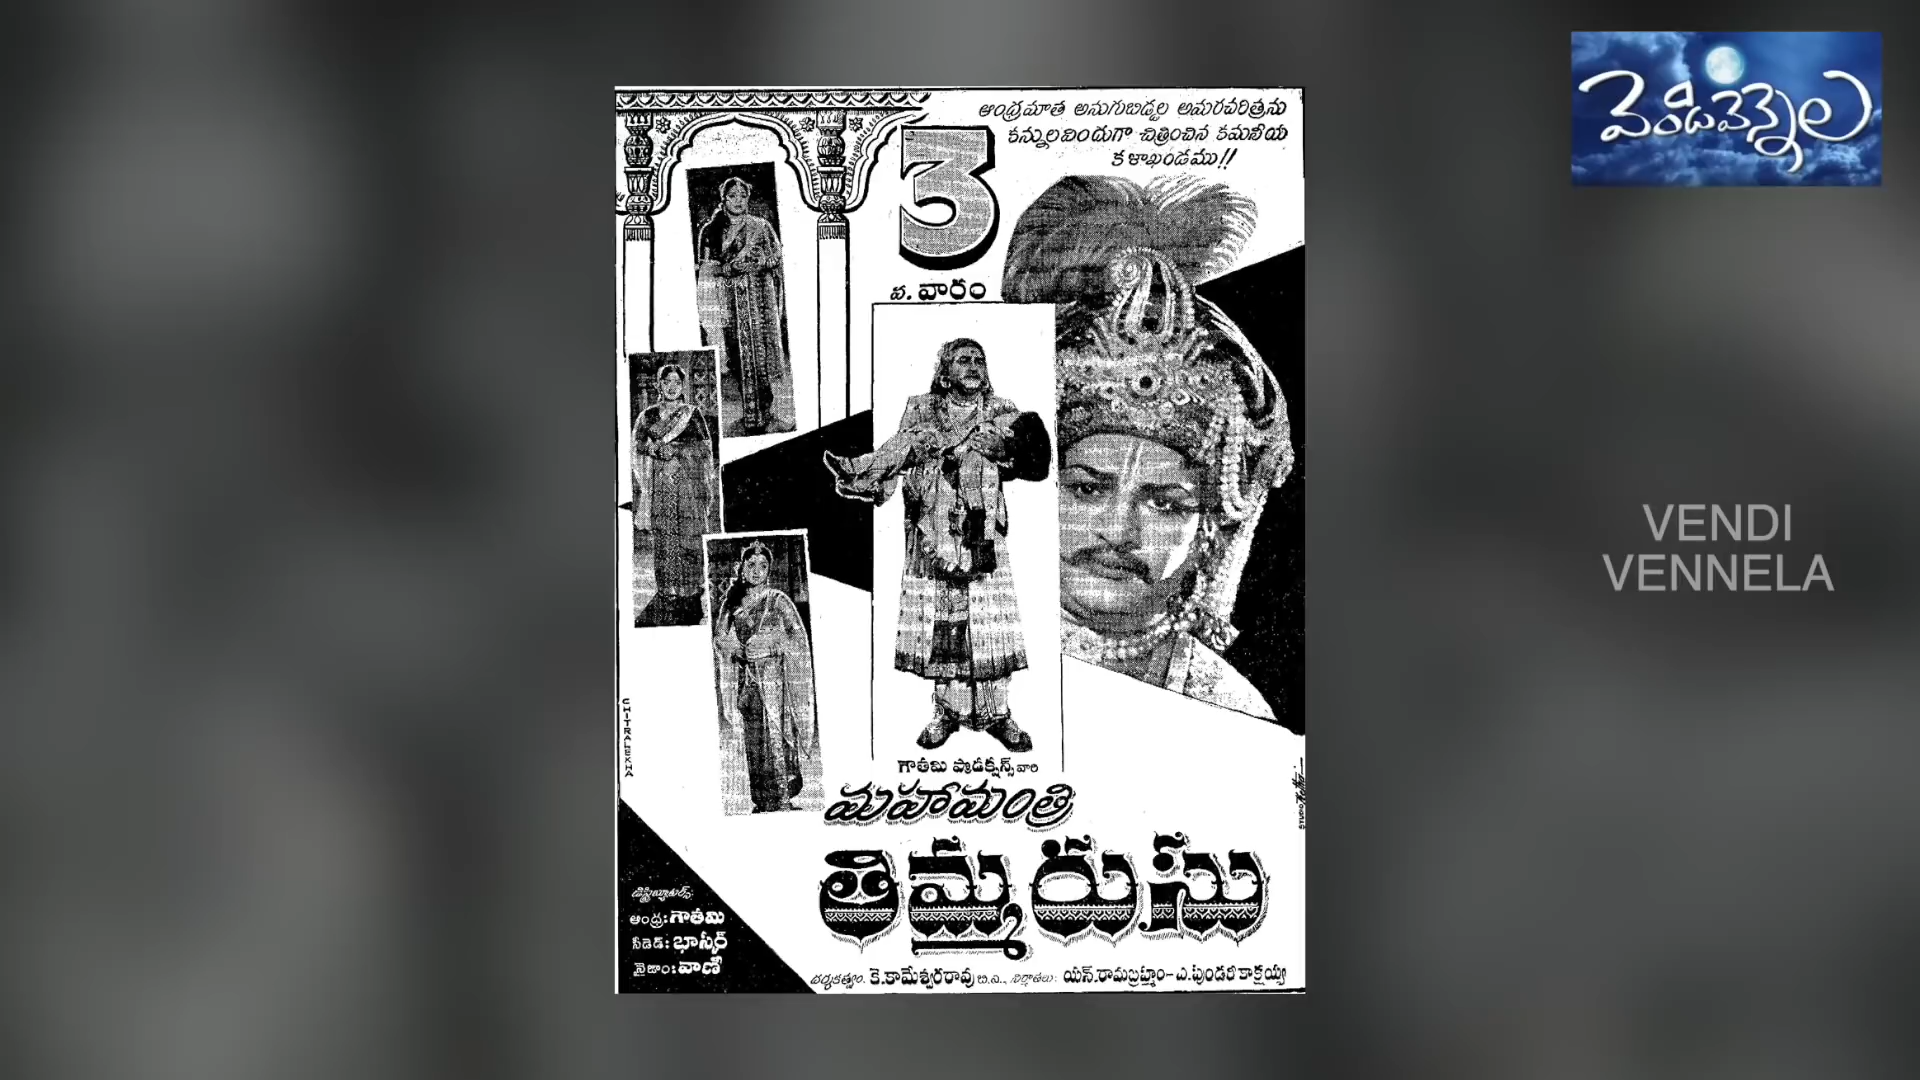 వెండివెన్నెల
ఆంధ్రమాత అనుగుబిడ్డల అమరచరిత్రను
కన్నులవిందుగా చిత్రించిన కమనీయ
కళాఖండము!!
3
వ. వారం
VENDI
VENNELA
CHITRALEKHA
గౌతమి ప్రొడక్షన్స్ వారి
మహామంత్రి
తిమ్మరుసు
డిస్ట్రిబ్యూటర్స్:
ఆంధ్ర: గౌతమి
సీడెడ్: భాస్కర్
నైజాం: వాణి
దర్శకత్వం. కె.కామేశ్వరరావు బి.ఏ., నిర్మాతలు: యన్.రామబ్రహ్మం-ఎ.పుండరీకాక్షయ్య